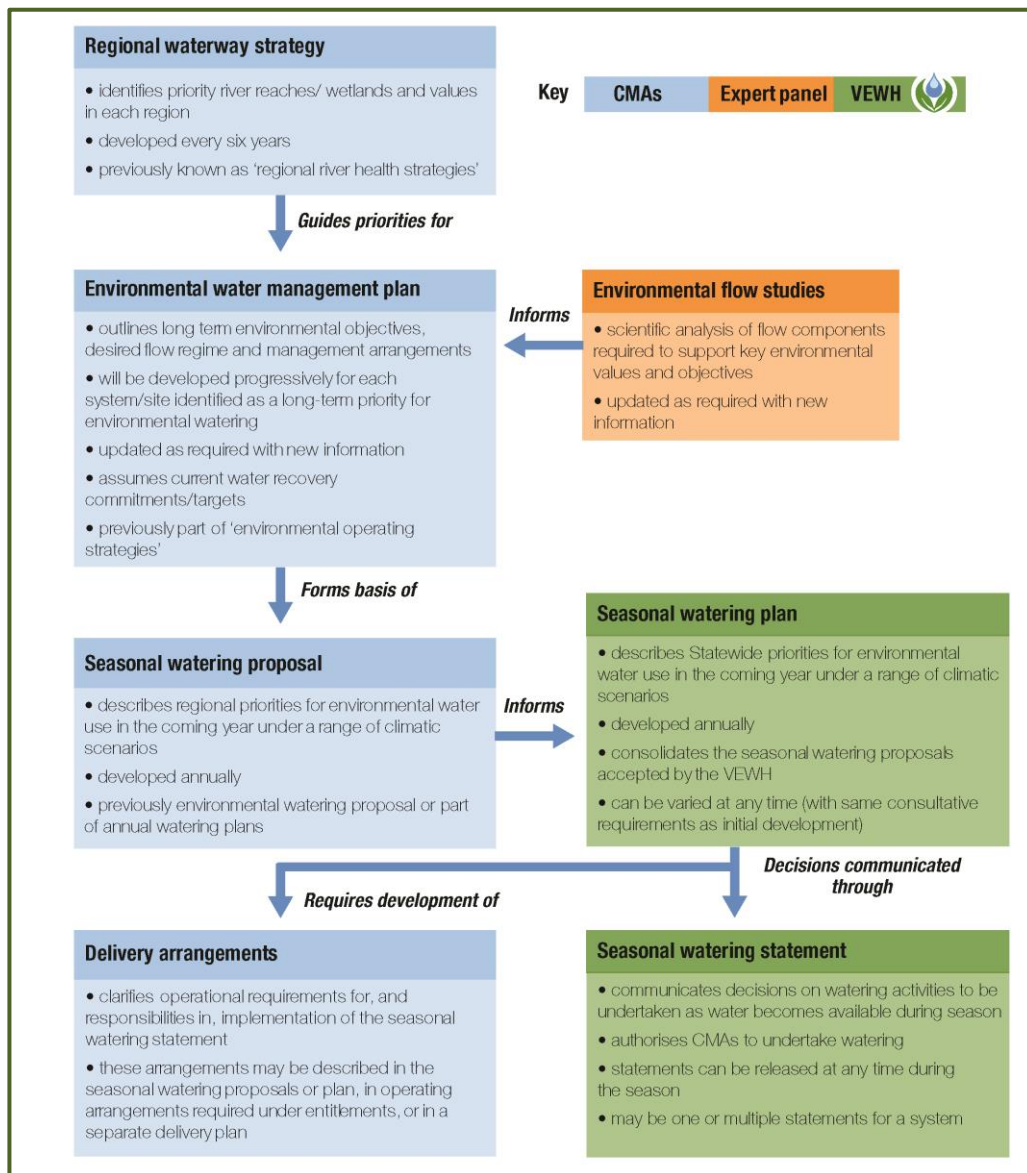 Regional waterway strategy
• identifies priority river reaches/ wetlands and values
in each region
• developed every six years
• previously known as ‘regional river health strategies’
Key
CMAs
Expert panel
VEWH
Guides priorities for
Environmental water management plan
• outlines long term environmental objectives,
desired flow regime and management arrangements
• will be developed progressively for each
system/site identified as a long-term priority for
environmental watering
• updated as required with new information
• assumes current water recovery
commitments/targets
• previously part of ‘environmental operating
strategies’
Informs
Environmental flow studies
• scientific analysis of flow components
required to support key environmental
values and objectives
• updated as required with new
information
Forms basis of
Seasonal watering proposal
• describes regional priorities for environmental water
use in the coming year under a range of climatic
scenarios
• developed annually
• previously environmental watering proposal or part
of annual watering plans
Informs
Seasonal watering plan
• describes Statewide priorities for environmental
water use in the coming year under a range of climatic
scenarios
• developed annually
• consolidates the seasonal watering proposals
accepted by the VEWH
• can be varied at any time (with same consultative
requirements as initial development)
Requires development of
Decisions communicated
through
Delivery arrangements
• clarifies operational requirements for, and
responsibilities in, implementation of the seasonal
watering statement
• these arrangements may be described in the
seasonal watering proposals or plan, in operating
arrangements required under entitlements, or in a
separate delivery plan
Seasonal watering statement
• communicates decisions on watering activities to be
undertaken as water becomes available during season
• authorises CMAs to undertake watering
• statements can be released at any time during
the season
• may be one or multiple statements for a system